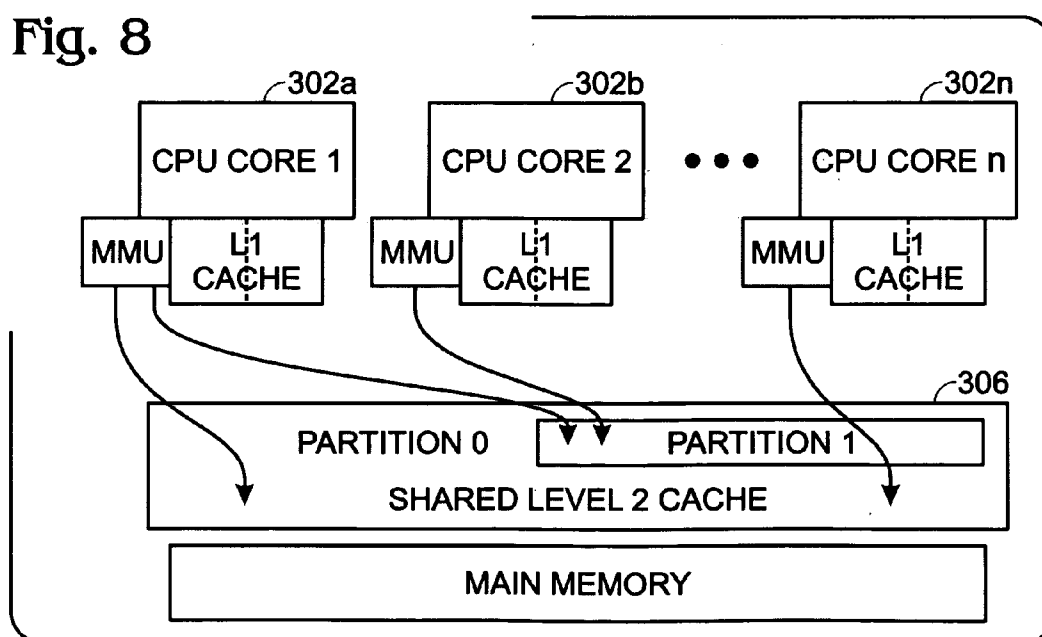 Fig. 8
302a
302b
302n
CPU CORE 1
CPU CORE 2
CPU CORE n
MMU
L1
CACHE
MMU
L1
CACHE
MMU
L1
CACHE
306
PARTITION 0
PARTITION 1
SHARED LEVEL 2 CACHE
MAIN MEMORY